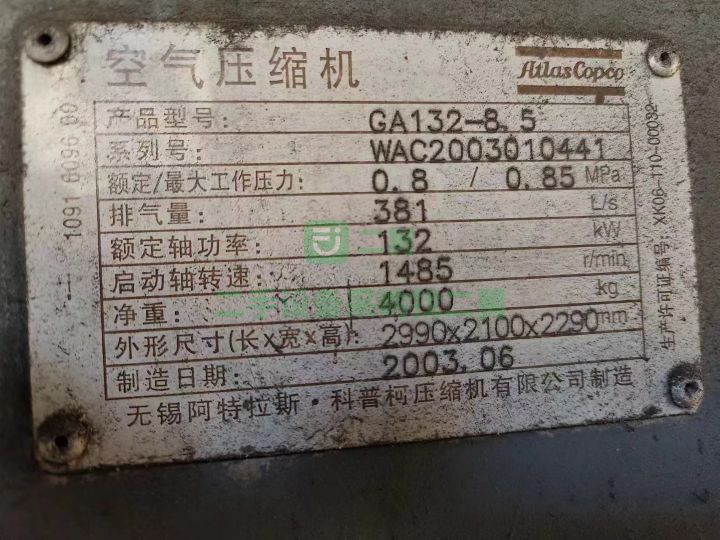 空气压缩机
Atlas Copco
产品型号: GA132-8.5
系列号: WAC2003010441
额定/最大工作压力: 0.8 / 0.85 MPa
排气量: 381 L/s
额定轴功率: 132 kW
启动轴转速: 1485 r/min
净重: 4000 kg
外形尺寸(长x宽x高): 2990x2100x2290mm
制造日期: 2003.06
无锡阿特拉斯·科普柯压缩机有限公司制造
1091 6096 00
生产许可证编号: XK06-110-00032